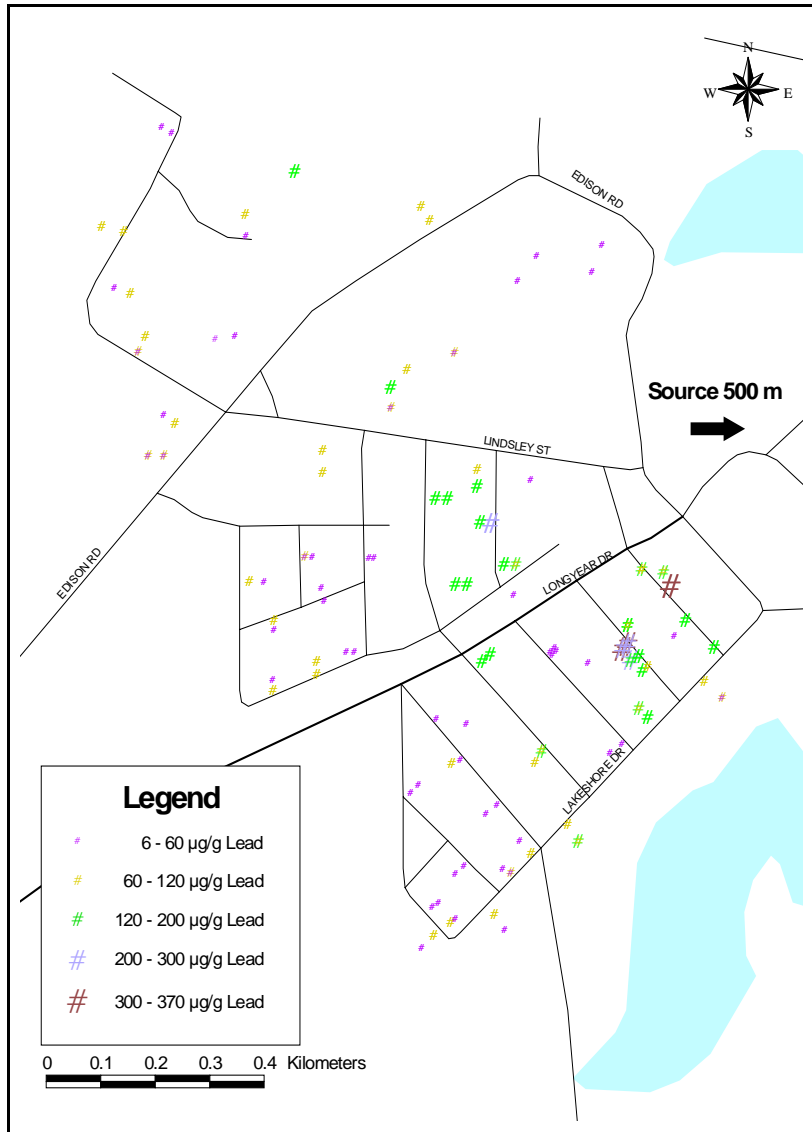 N
W E
S
EDISON RD
Source 500 m
LINDSLEY ST
EDISON RD
LONGYEAR DR
LAKESHORE DR
Legend
# 6 - 60 µg/g Lead
# 60 - 120 µg/g Lead
# 120 - 200 µg/g Lead
# 200 - 300 µg/g Lead
# 300 - 370 µg/g Lead
0 0.1 0.2 0.3 0.4 Kilometers